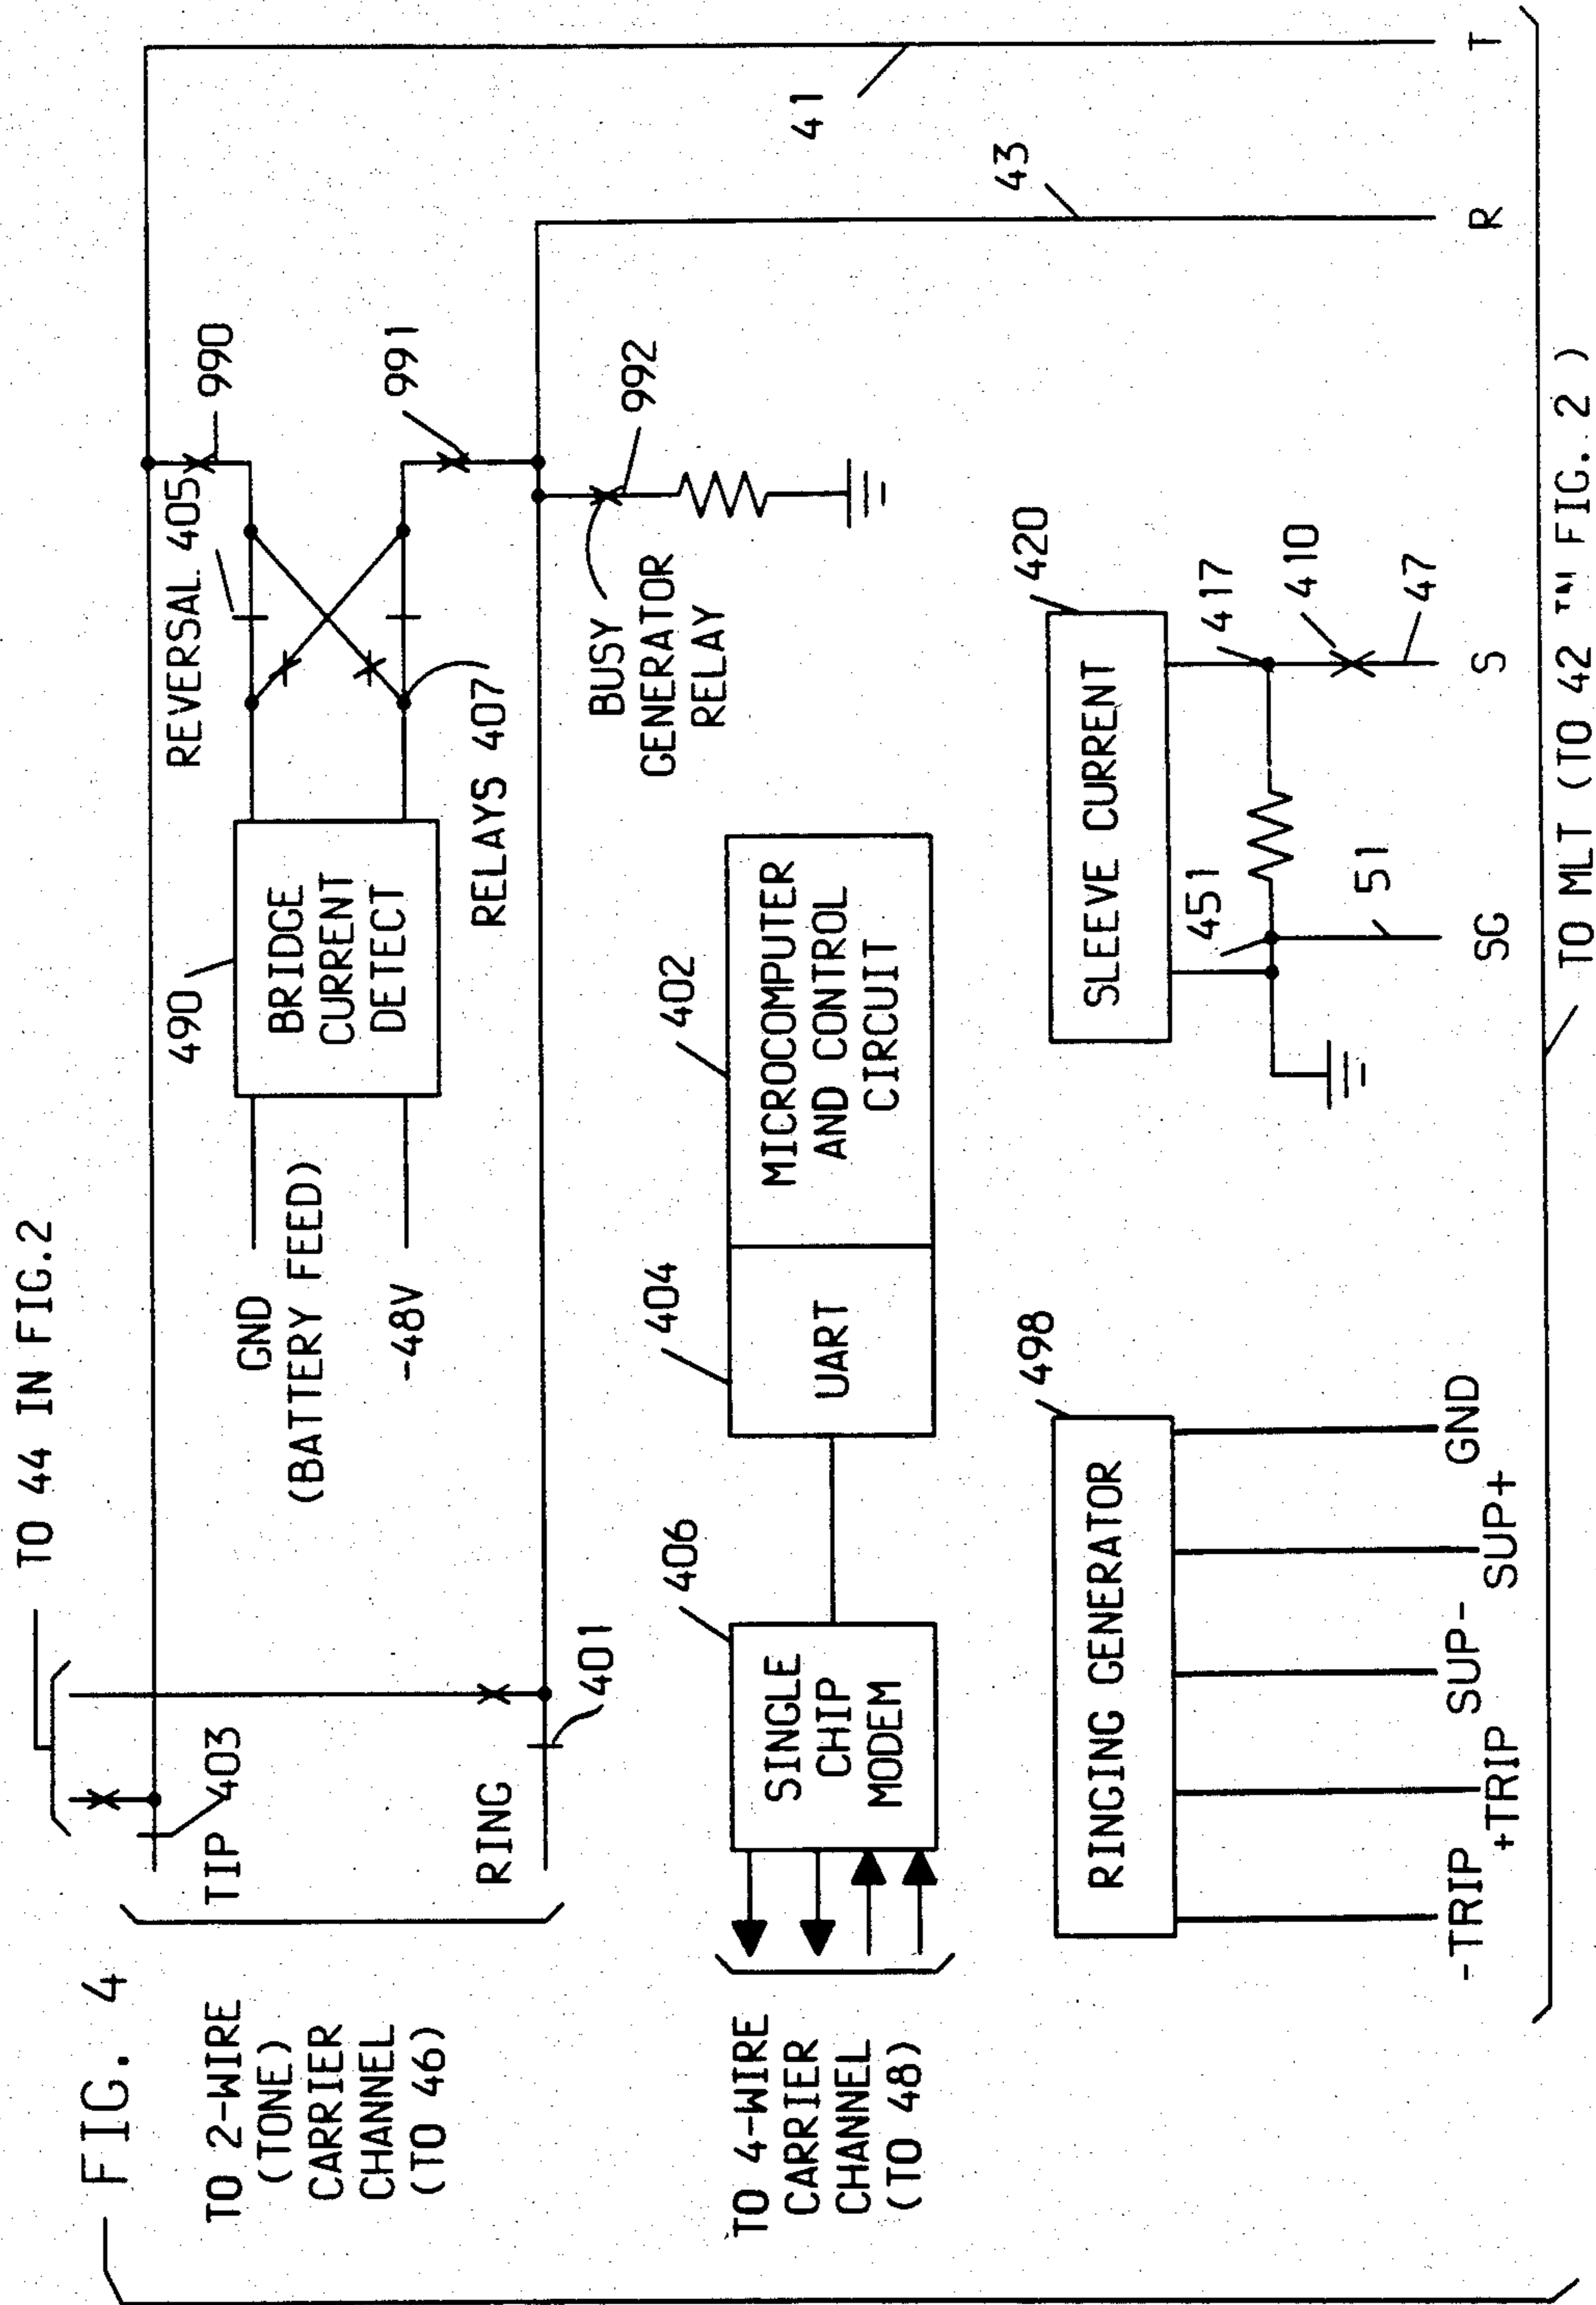 FIG. 4
TO 44 IN FIG.2
TO 2-WIRE
(TONE)
CARRIER
CHANNEL
(TO 46)
TIP 403
RING
401
GND
(BATTERY FEED)
-48V
490
BRIDGE
CURRENT
DETECT
REVERSAL 405
RELAYS 407
990
991
992
BUSY
GENERATOR
RELAY
41
43
TO 4-WIRE
CARRIER
CHANNEL
(TO 48)
406
SINGLE
CHIP
MODEM
404
UART
402
MICROCOMPUTER
AND CONTROL
CIRCUIT
498
RINGING GENERATOR
-TRIP
+TRIP
SUP-
SUP+
GND
420
SLEEVE CURRENT
451
417
410
51
47
SG
S
R
T
TO MLT (TO 42 FIG. 2 )